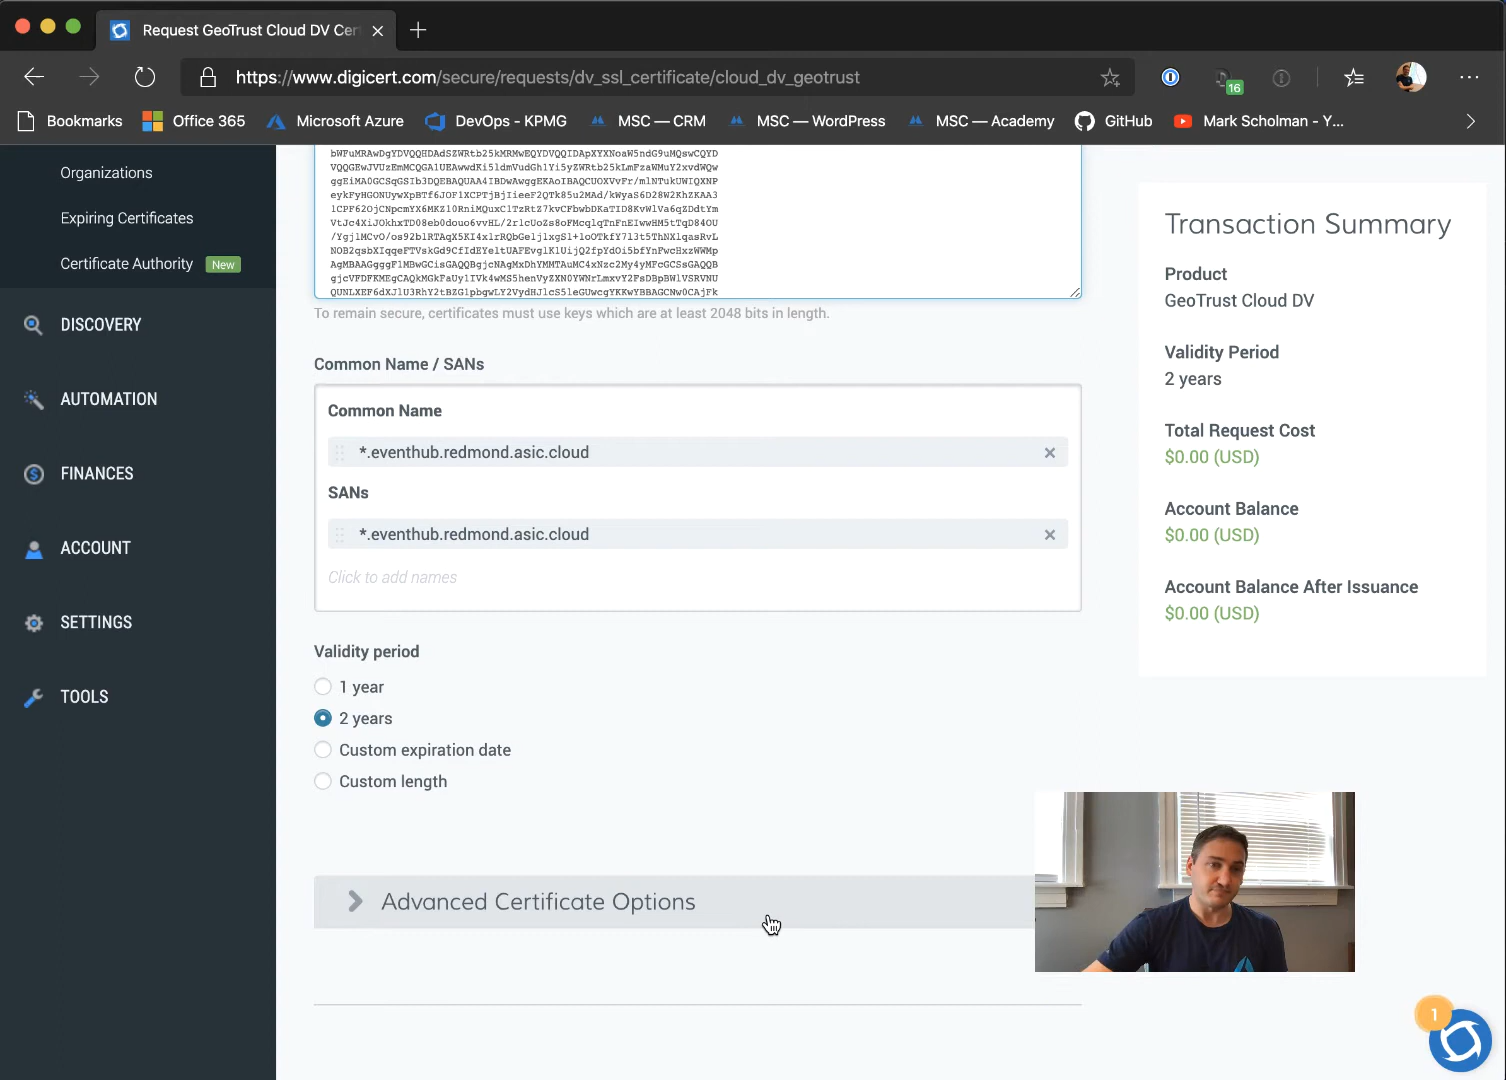 Request GeoTrust Cloud DV Cer
https://www.digicert.com/secure/requests/dv_ssl_certificate/cloud_dv_geotrust
16
Bookmarks
Office 365
Microsoft Azure
DevOps - KPMG
MSC — CRM
MSC — WordPress
MSC — Academy
GitHub
Mark Scholman - Y...
Organizations
Expiring Certificates
Certificate Authority New
DISCOVERY
AUTOMATION
FINANCES
ACCOUNT
SETTINGS
TOOLS
To remain secure, certificates must use keys which are at least 2048 bits in length.
Common Name / SANs
Common Name
*.eventhub.redmond.asic.cloud
SANs
*.eventhub.redmond.asic.cloud
Click to add names
Validity period
1 year
2 years
Custom expiration date
Custom length
Advanced Certificate Options
Transaction Summary
Product
GeoTrust Cloud DV
Validity Period
2 years
Total Request Cost
$0.00 (USD)
Account Balance
$0.00 (USD)
Account Balance After Issuance
$0.00 (USD)
1